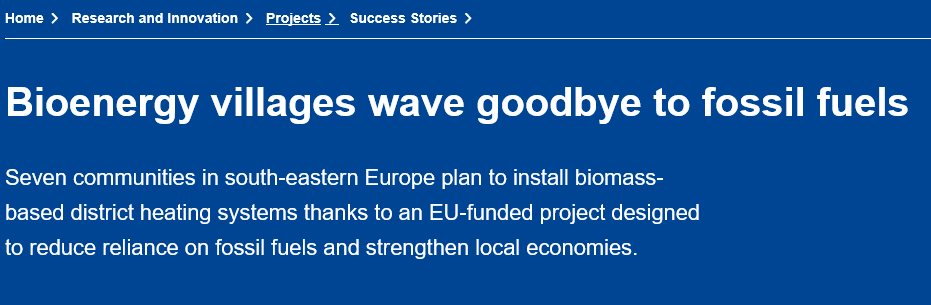 Home > Research and Innovation > Projects > Success Stories >
Bioenergy villages wave goodbye to fossil fuels
Seven communities in south-eastern Europe plan to install biomass-
based district heating systems thanks to an EU-funded project designed
to reduce reliance on fossil fuels and strengthen local economies.